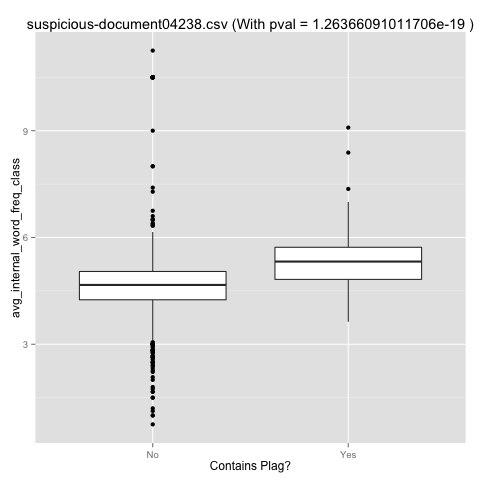 suspicious-document04238.csv (With pval = 1.26366091011706e-19 )
avg_internal_word_freq_class
9
6
3
No
Yes
Contains Plag?